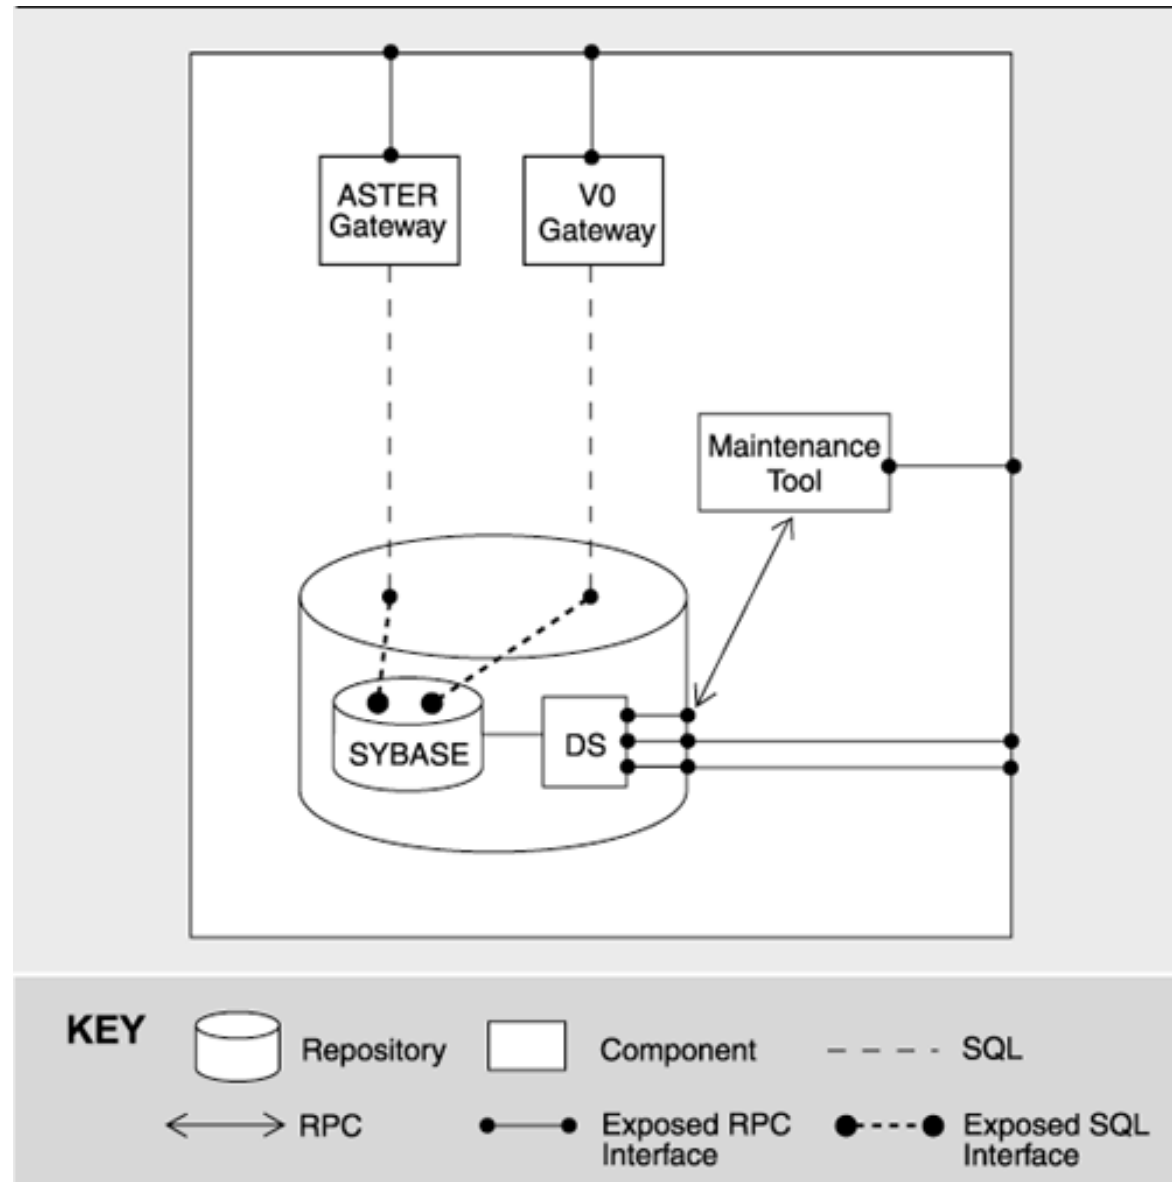 ASTER
Gateway
V0
Gateway
Maintenance
Tool
SYBASE
DS
KEY
Repository
Component
SQL
RPC
Exposed RPC
Interface
Exposed SQL
Interface